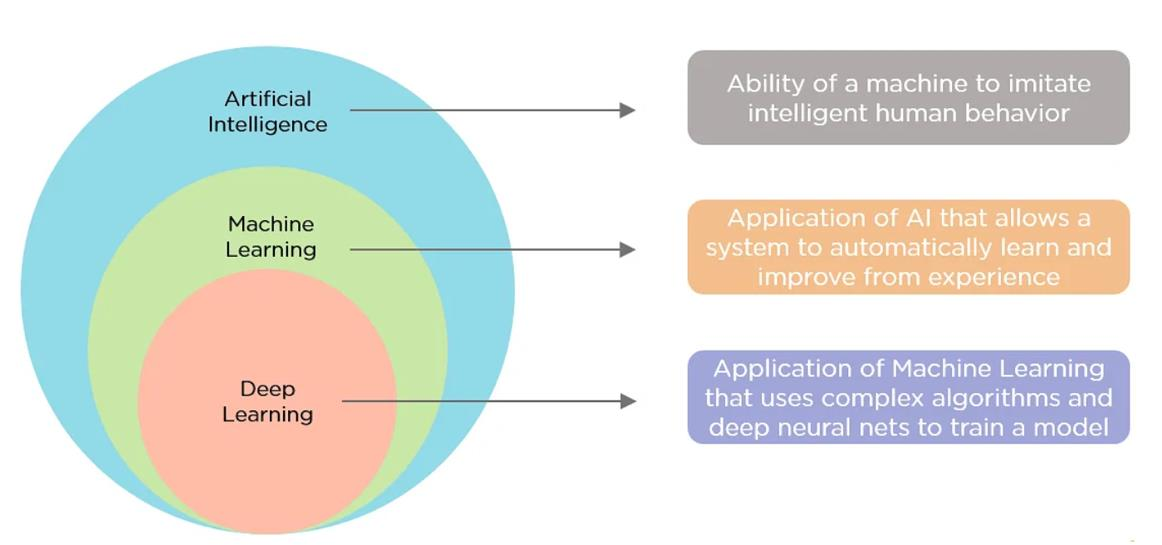 Artificial
Intelligence
Ability of a machine to imitate
intelligent human behavior
Machine
Learning
Application of AI that allows a
system to automatically learn and
improve from experience
Deep
Learning
Application of Machine Learning
that uses complex algorithms and
deep neural nets to train a model